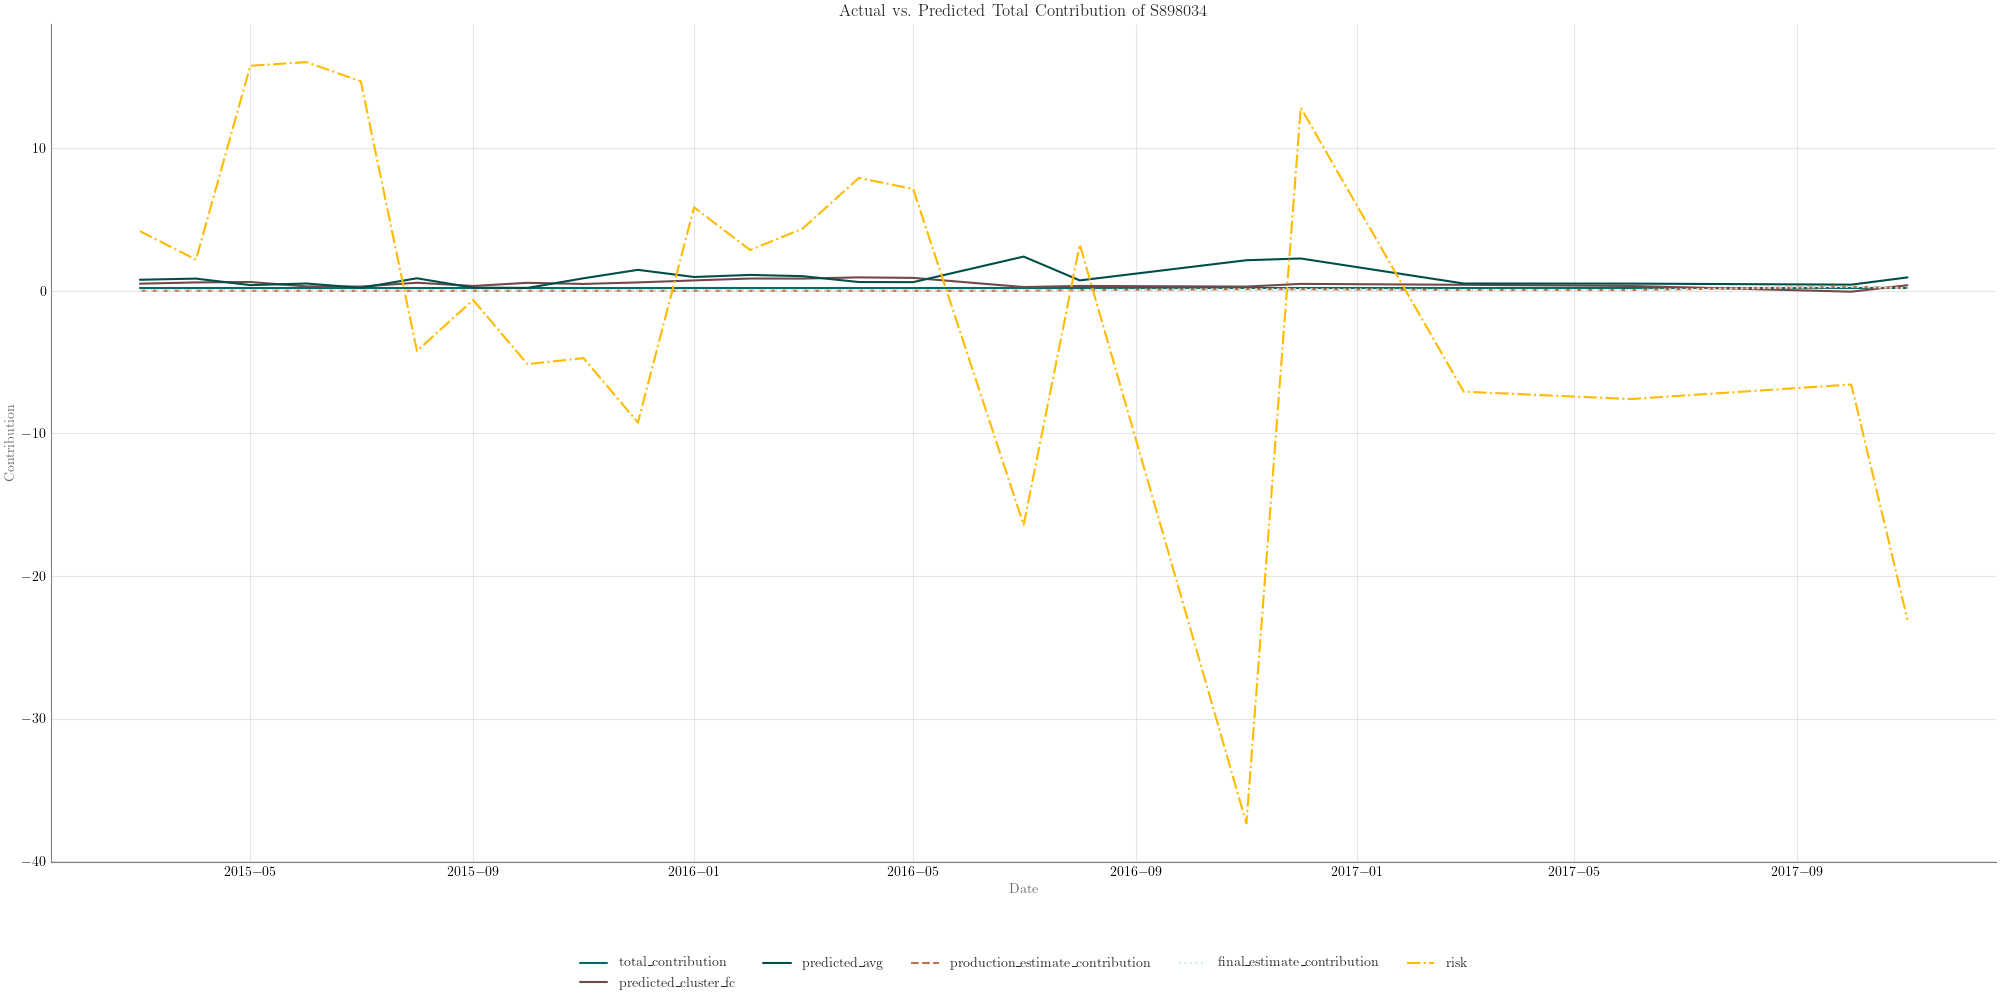 Actual vs. Predicted Total Contribution of S898034
10
0
−10
−20
−30
−40
Contribution
2015−05 2015−09 2016−01 2016−05 2016−09 2017−01 2017−05 2017−09
Date
total_contribution predicted_avg production_estimate_contribution final_estimate_contribution risk
predicted_cluster_fc